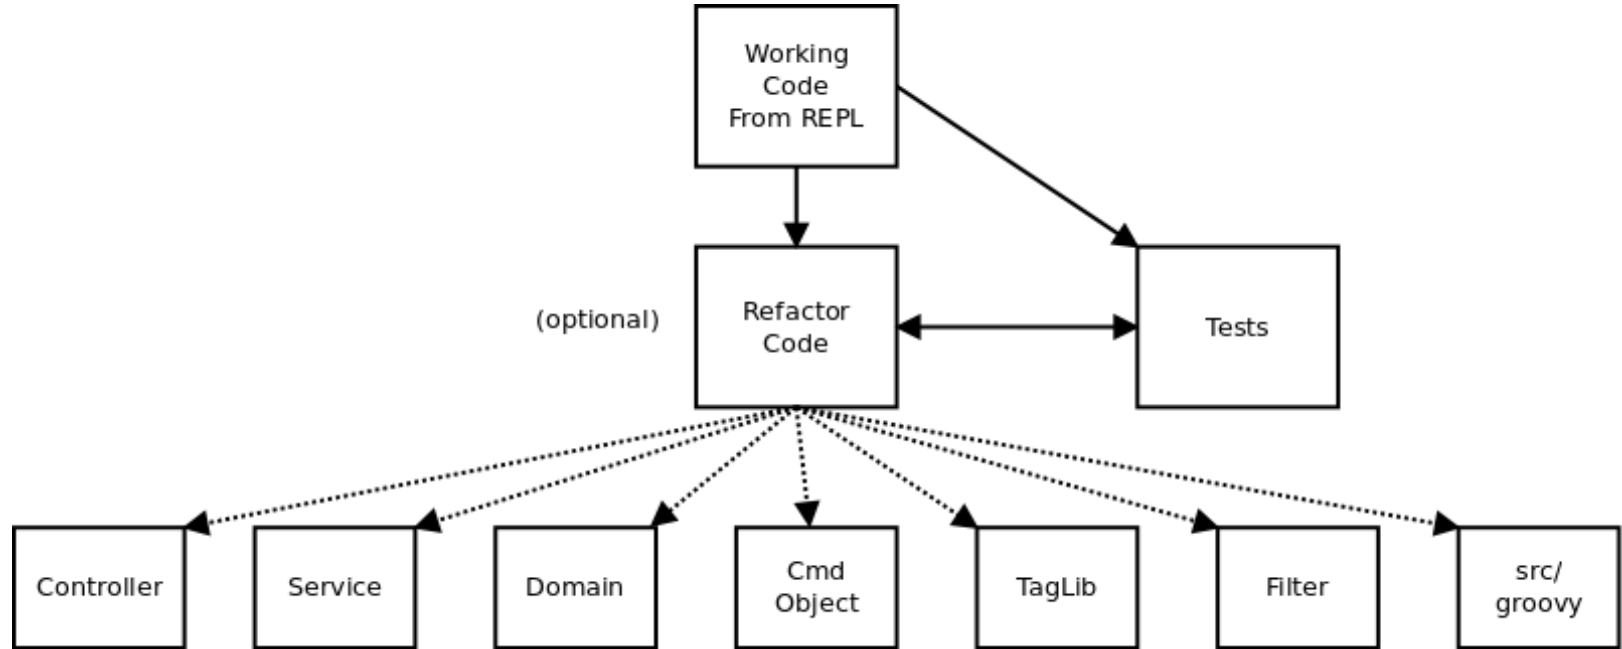 Working
Code
From REPL
(optional)
Refactor
Code
Tests
Controller
Service
Domain
Cmd
Object
TagLib
Filter
src/
groovy